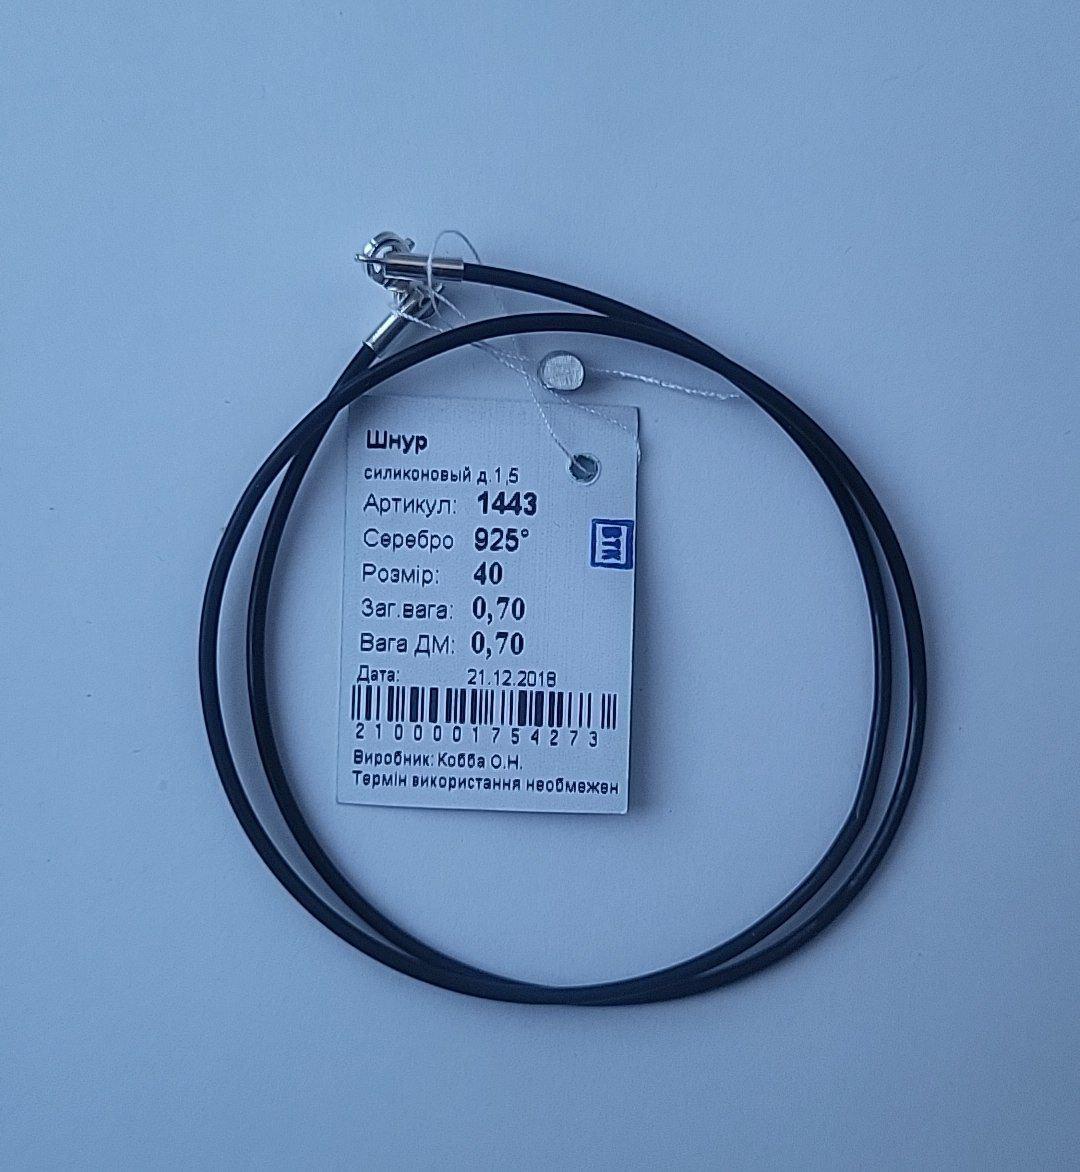 Шнур
силиконовый д.1,5
Артикул: 1443
Серебро 925°
Розмір: 40
Заг.вага: 0,70
Вага ДМ: 0,70
Дата: 21.12.2018
2100001754273
Виробник: Кобба О.Н.
Термін використання необмежен
ВТК